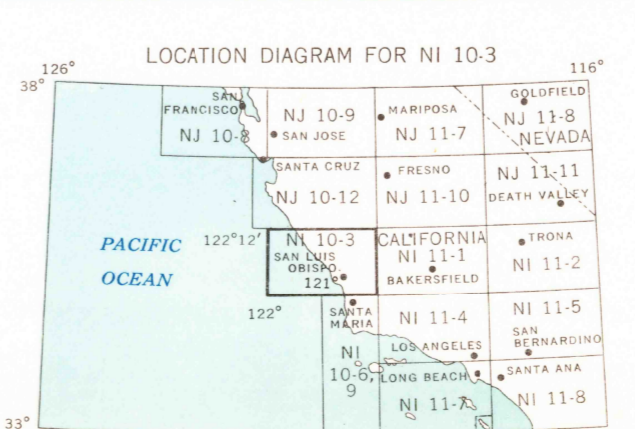 LOCATION DIAGRAM FOR NI 10-3
126°
116°
38°
SAN
FRANCISCO
NJ 10-8
NJ 10-9
SAN JOSE
MARIPOSA
NJ 11-7
GOLDFIELD
NJ 11-8
NEVADA
SANTA CRUZ
NJ 10-12
FRESNO
NJ 11-10
NJ 11-11
DEATH VALLEY
PACIFIC
OCEAN
122°12'
NI 10-3
SAN LUIS
OBISPO
121°
CALIFORNIA
NI 11-1
BAKERSFIELD
TRONA
NI 11-2
122°
SANTA
MARIA
NI 11-4
LOS ANGELES
NI 11-5
SAN
BERNARDINO
NI
10-6,
9
LONG BEACH
NI 11-7
SANTA ANA
NI 11-8
33°